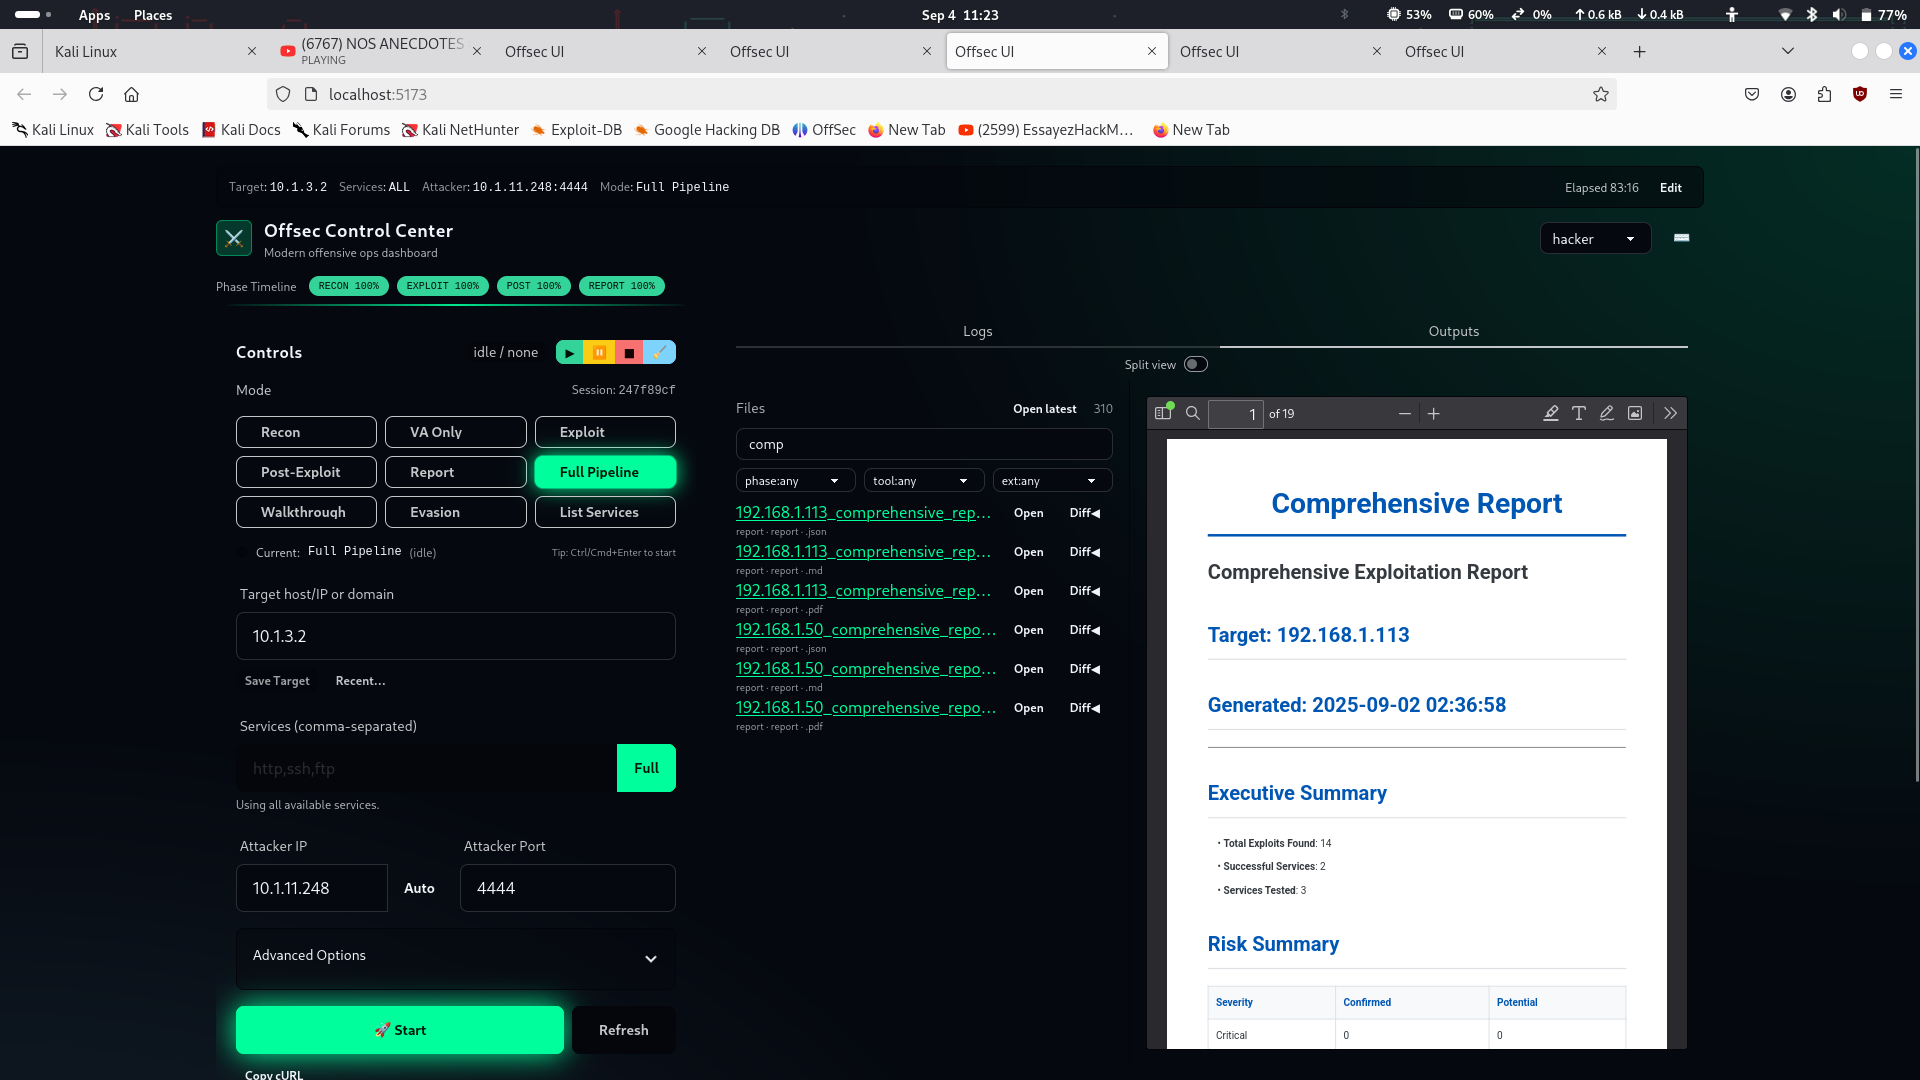 Apps Places Sep 4 11:23 53% 60% 0% 0.6 kB 0.4 kB 77%
Kali Linux (6767) NOS ANECDOTES Offsec UI Offsec UI Offsec UI Offsec UI Offsec UI
PLAYING
localhost:5173
Kali Linux Kali Tools Kali Docs Kali Forums Kali NetHunter Exploit-DB Google Hacking DB OffSec New Tab (2599) EssayezHackM… New Tab
Target: 10.1.3.2 Services: ALL Attacker: 10.1.11.248:4444 Mode: Full Pipeline Elapsed 83:16 Edit
Offsec Control Center
Modern offensive ops dashboard
hacker
Phase Timeline RECON 100% EXPLOIT 100% POST 100% REPORT 100%
Controls idle / none
Mode Session: 247f89cf
Recon VA Only Exploit
Post-Exploit Report Full Pipeline
Walkthrough Evasion List Services
Current: Full Pipeline (idle) Tip: Ctrl/Cmd+Enter to start
Target host/IP or domain
10.1.3.2
Save Target Recent...
Services (comma-separated)
http,ssh,ftp Full
Using all available services.
Attacker IP Attacker Port
10.1.11.248 Auto 4444
Advanced Options
Start Refresh
Copy cURL
Logs Outputs
Split view
Files Open latest 310
comp
phase:any tool:any ext:any
192.168.1.113_comprehensive_rep… Open Diff◀
report · report · .json
192.168.1.113_comprehensive_rep… Open Diff◀
report · report · .md
192.168.1.113_comprehensive_rep… Open Diff◀
report · report · .pdf
192.168.1.50_comprehensive_repo… Open Diff◀
report · report · .json
192.168.1.50_comprehensive_repo… Open Diff◀
report · report · .md
192.168.1.50_comprehensive_repo… Open Diff◀
report · report · .pdf
1 of 19
Comprehensive Report
Comprehensive Exploitation Report
Target: 192.168.1.113
Generated: 2025-09-02 02:36:58
Executive Summary
• Total Exploits Found: 14
• Successful Services: 2
• Services Tested: 3
Risk Summary
Severity Confirmed Potential
Critical 0 0